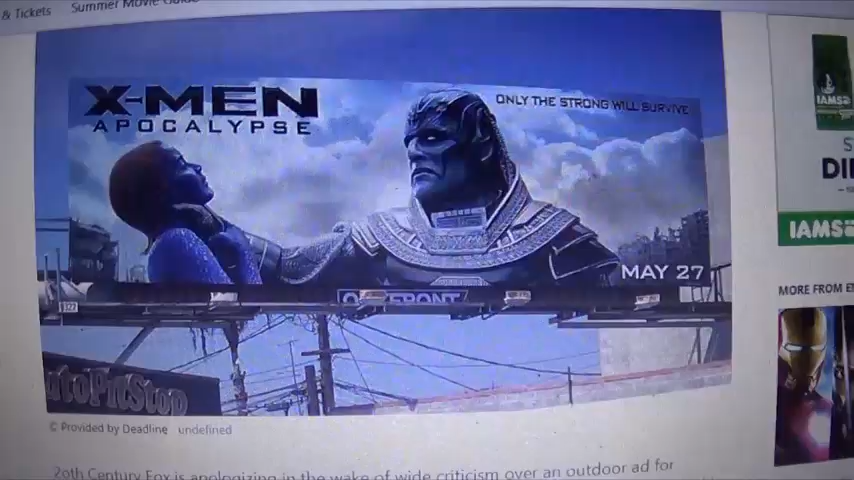 & Tickets Summer Movie Guide
X-MEN
APOCALYPSE
ONLY THE STRONG WILL SURVIVE
MAY 27
OUTFRONT
AutoPitStop
© Provided by Deadline undefined
20th Century Fox is apologizing in the wake of wide criticism over an outdoor ad for
IAMS
IAMS
MORE FROM